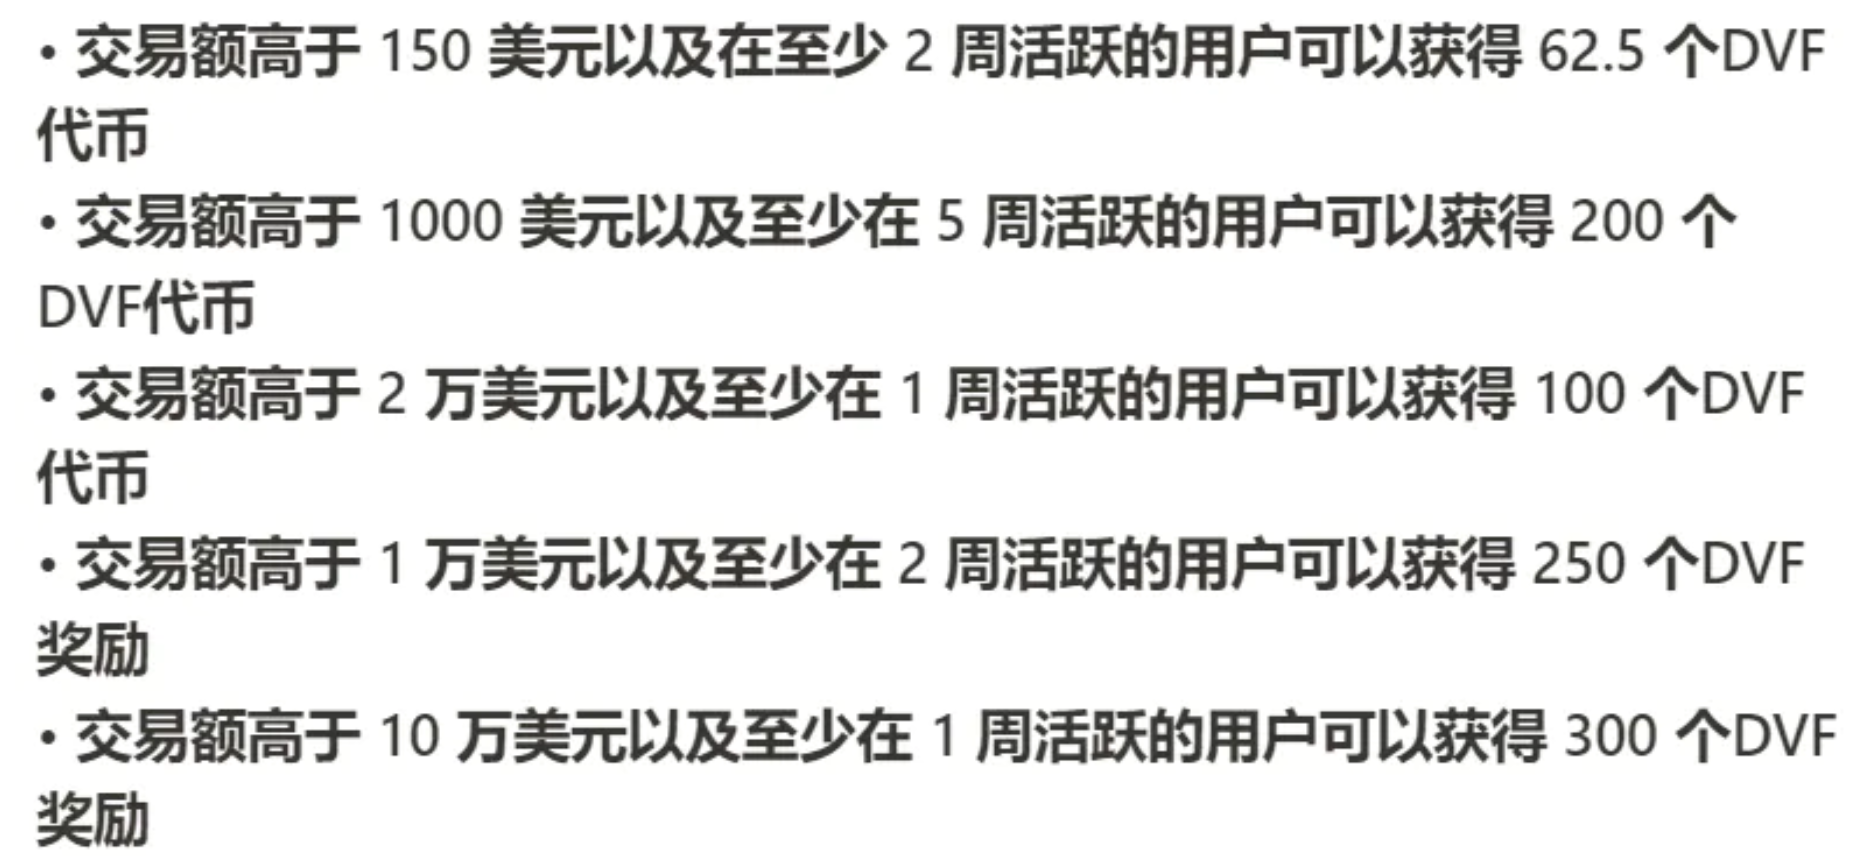 • 交易额高于 150 美元以及在至少 2 周活跃的用户可以获得 62.5 个DVF
代币
• 交易额高于 1000 美元以及至少在 5 周活跃的用户可以获得 200 个
DVF代币
• 交易额高于 2 万美元以及至少在 1 周活跃的用户可以获得 100 个DVF
代币
• 交易额高于 1 万美元以及至少在 2 周活跃的用户可以获得 250 个DVF
奖励
• 交易额高于 10 万美元以及至少在 1 周活跃的用户可以获得 300 个DVF
奖励